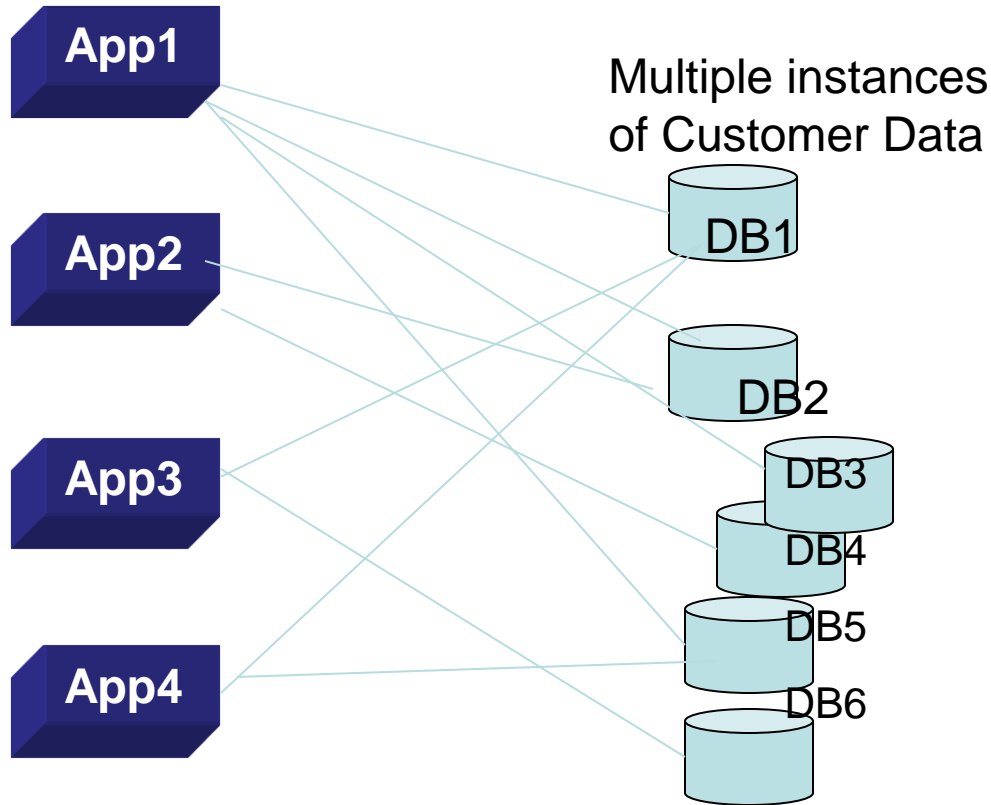 App1
Multiple instances
of Customer Data
App2
DB1
DB2
App3
DB3
DB4
DB5
App4
DB6